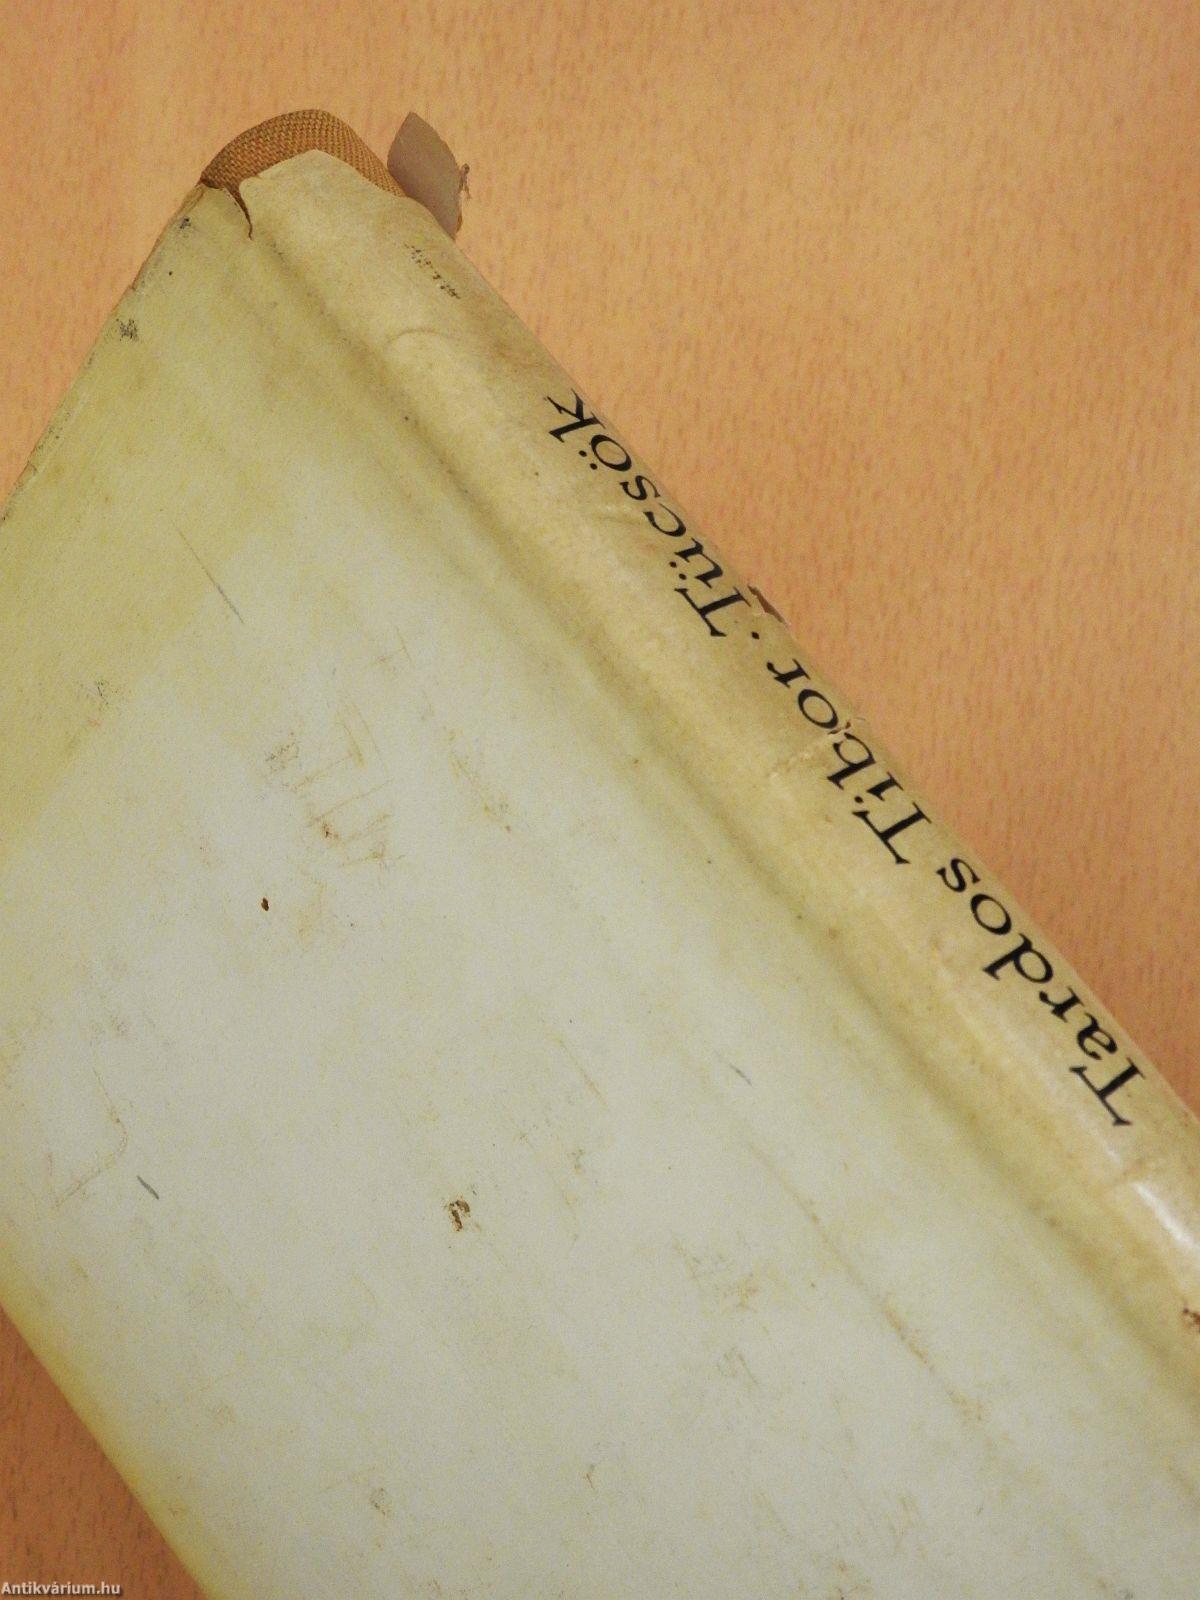 Tardos Tibor · Tücsök
Antikvárium.hu